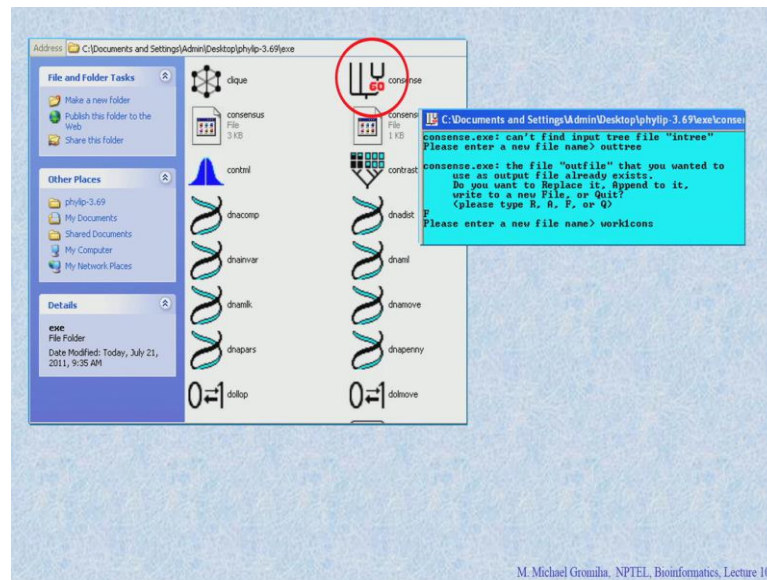 Address C:\Documents and Settings\Admin\Desktop\phylip-3.69\exe
File and Folder Tasks
Make a new folder
Publish this folder to the
Web
Share this folder
Other Places
phylip-3.69
My Documents
Shared Documents
My Computer
My Network Places
Details
exe
File Folder
Date Modified: Today, July 21,
2011, 9:35 AM
clique
GO
consense
consensus
File
3 KB
File
1 KB
contml
contrast
dnacomp
dnadist
dnainvar
dnaml
dnamlk
dnamove
dnapars
dnapenny
dollop
dolmove
C:\Documents and Settings\Admin\Desktop\phylip-3.69\exe\conse
consense.exe: can't find input tree file "intree"
Please enter a new file name> outtree
consense.exe: the file "outfile" that you wanted to
use as output file already exists.
Do you want to Replace it, Append to it,
write to a new File, or Quit?
(please type R, A, F, or Q)
F
Please enter a new file name> work1cons
M. Michael Gromiha, NPTEL, Bioinformatics, Lecture 10